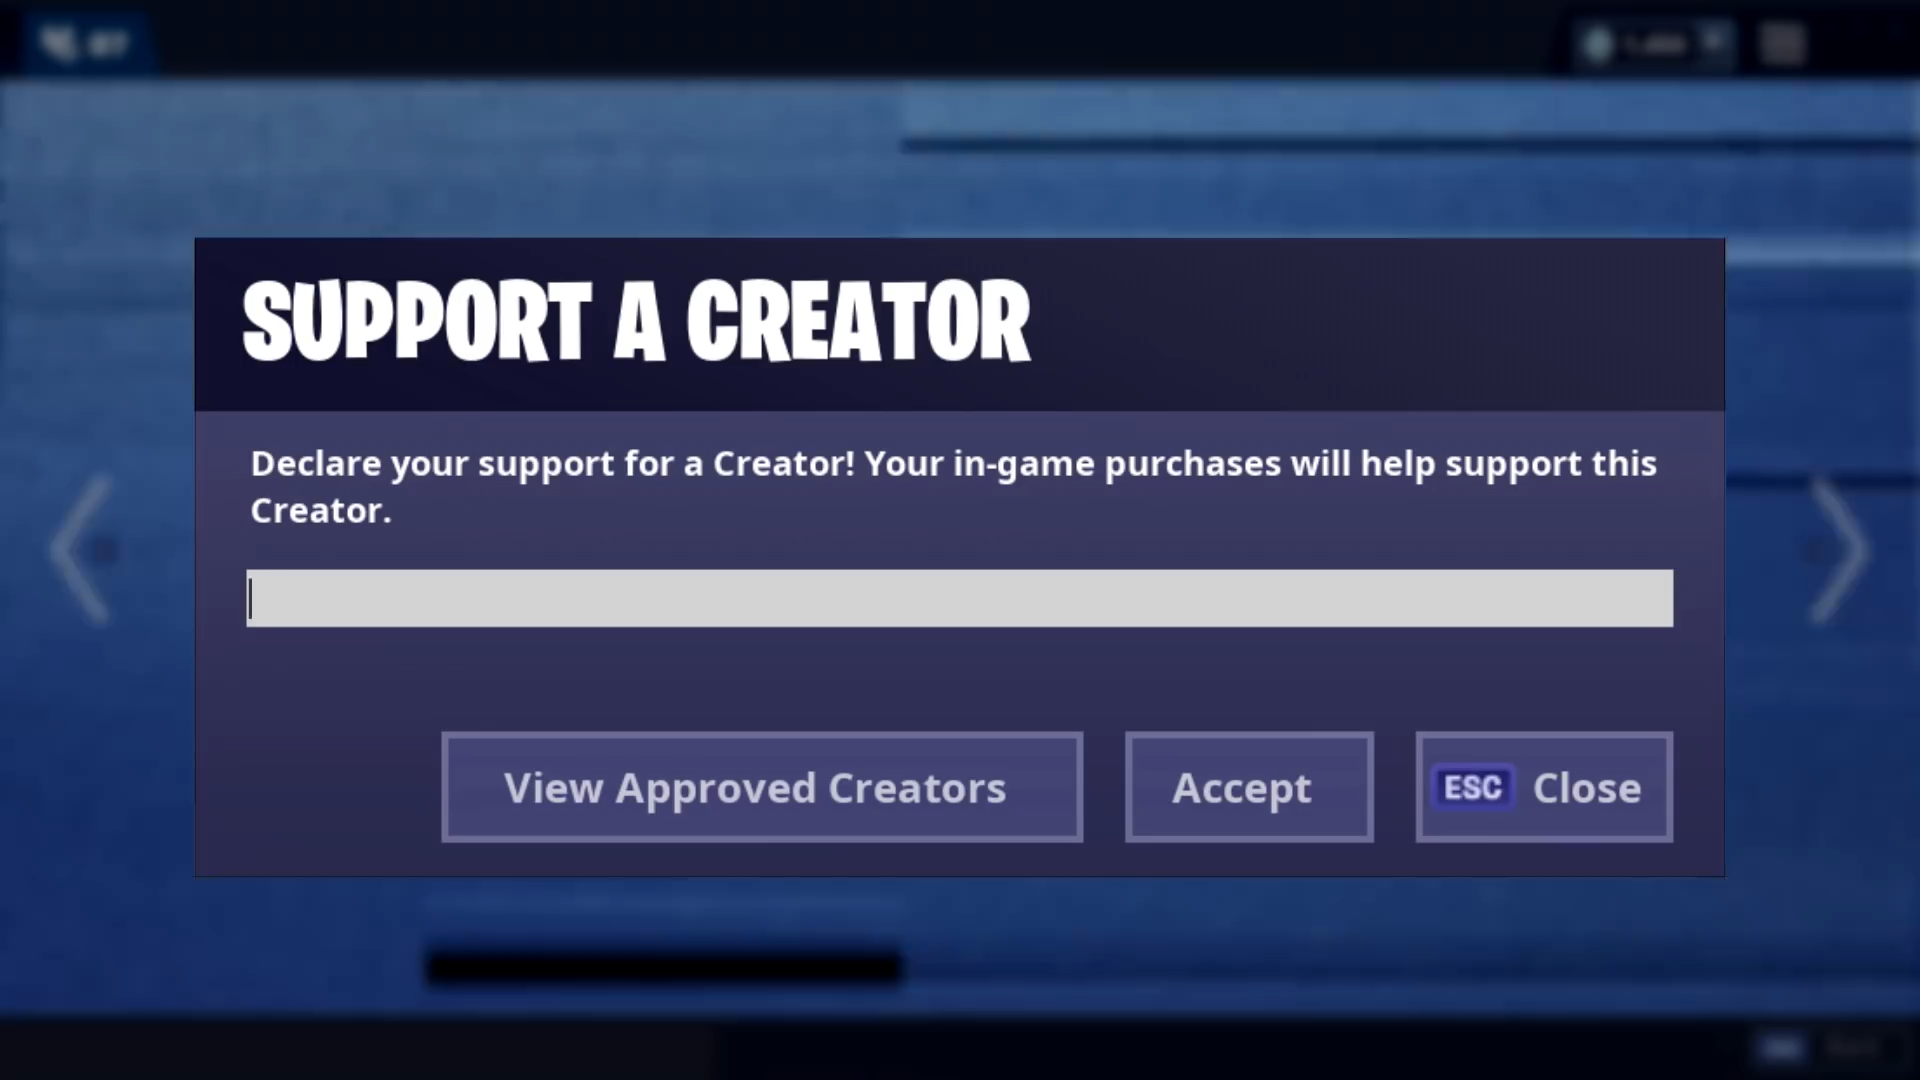 SUPPORT A CREATOR
Declare your support for a Creator! Your in-game purchases will help support this
Creator.
View Approved Creators
Accept
ESC Close